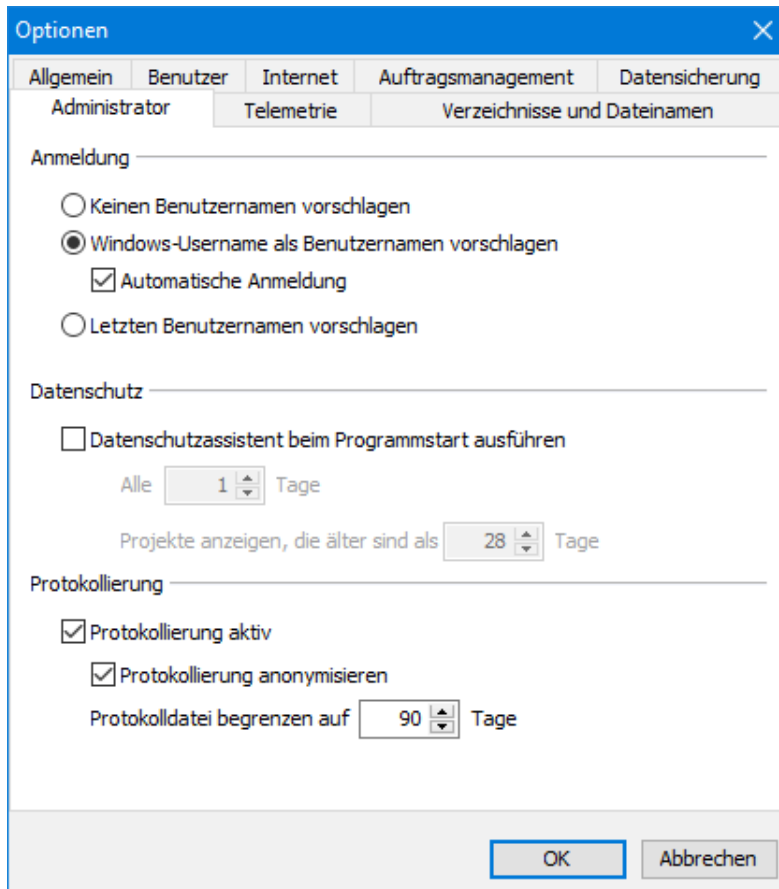 Optionen
Allgemein Benutzer Internet Auftragsmanagement Datensicherung
Administrator Telemetrie Verzeichnisse und Dateinamen
Anmeldung
Keinen Benutzernamen vorschlagen
Windows-Username als Benutzernamen vorschlagen
Automatische Anmeldung
Letzten Benutzernamen vorschlagen
Datenschutz
Datenschutzassistent beim Programmstart ausführen
Alle 1 Tage
Projekte anzeigen, die älter sind als 28 Tage
Protokollierung
Protokollierung aktiv
Protokollierung anonymisieren
Protokolldatei begrenzen auf 90 Tage
OK Abbrechen